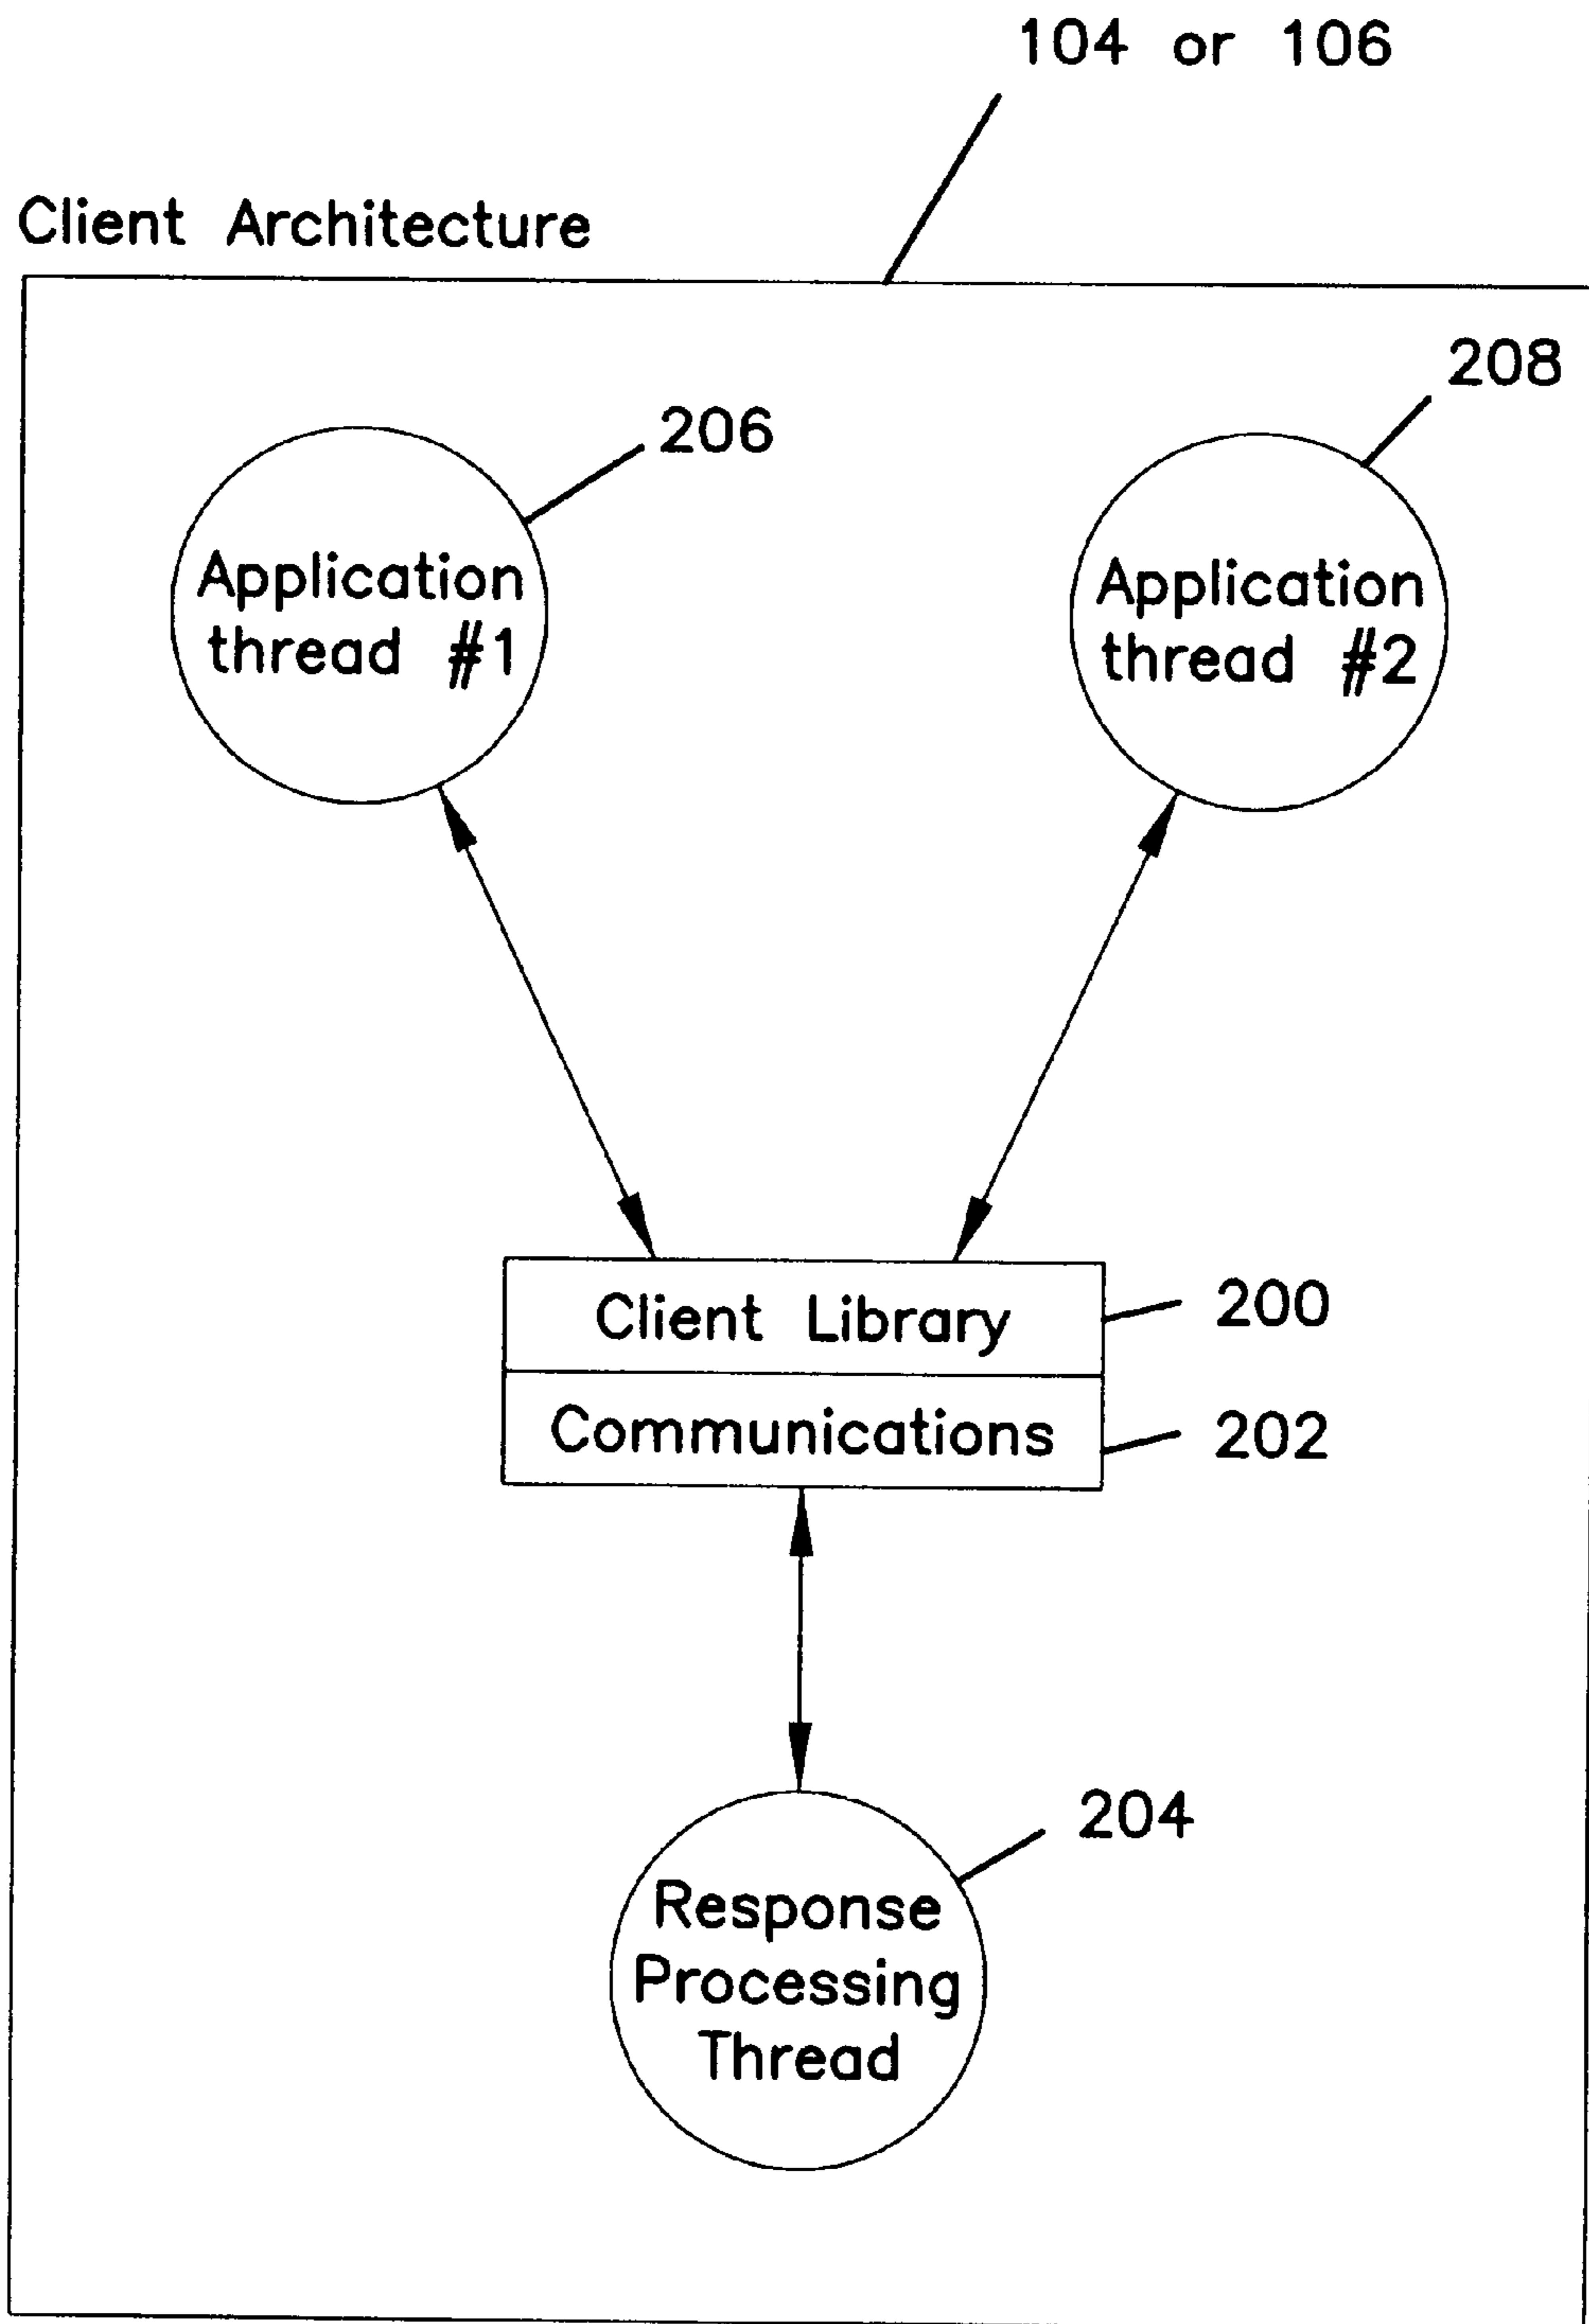 104 or 106
Client Architecture
208
206
Application
thread #1
Application
thread #2
Client Library
200
Communications
202
204
Response
Processing
Thread